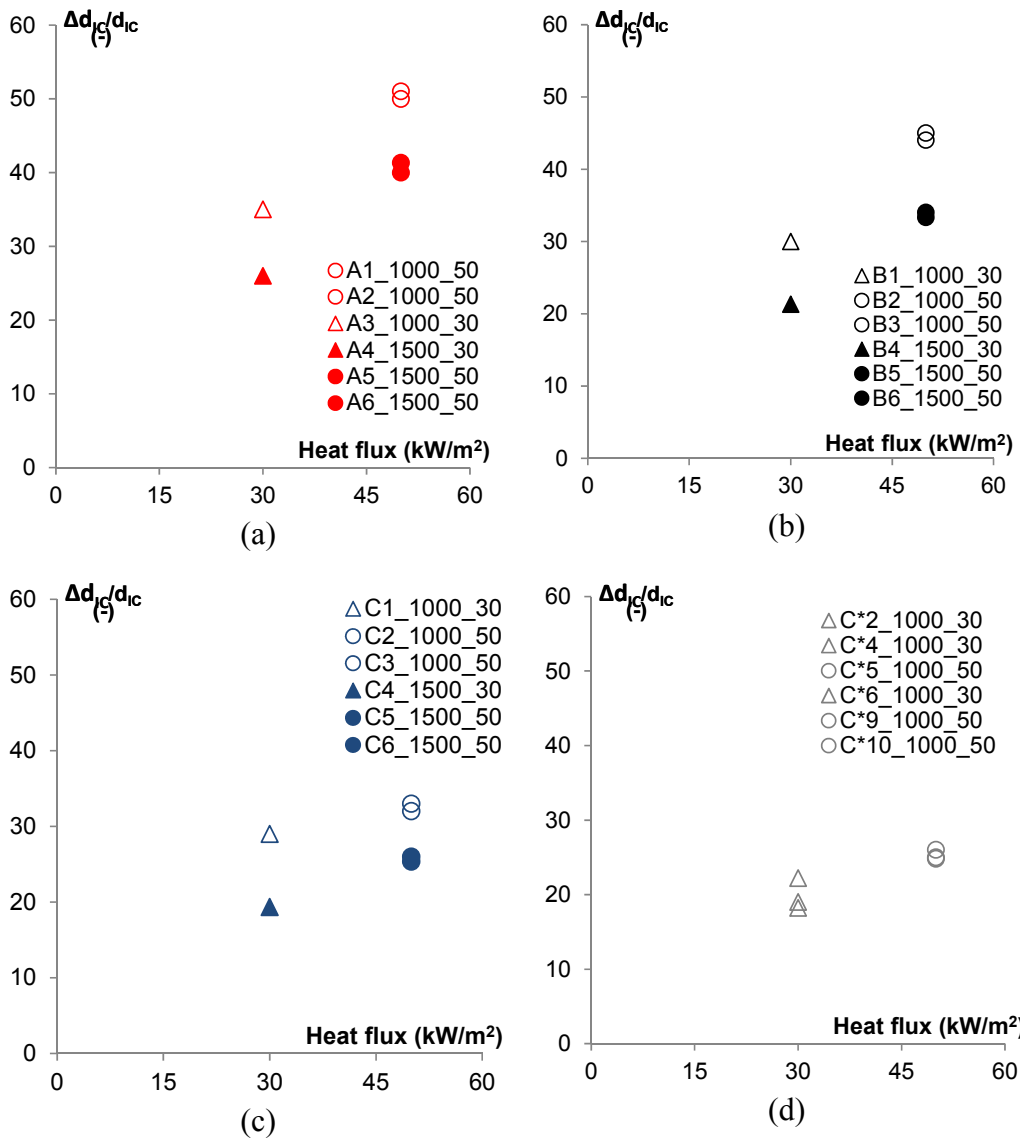 Δd_IC/d_IC
(-)
60
50
40
30
20
10
0
A1_1000_50
A2_1000_50
A3_1000_30
A4_1500_30
A5_1500_50
A6_1500_50
Heat flux (kW/m²)
0 15 30 45 60
(a)
Δd_IC/d_IC
(-)
60
50
40
30
20
10
0
B1_1000_30
B2_1000_50
B3_1000_50
B4_1500_30
B5_1500_50
B6_1500_50
Heat flux (kW/m²)
0 15 30 45 60
(b)
Δd_IC/d_IC
(-)
60
50
40
30
20
10
0
C1_1000_30
C2_1000_50
C3_1000_50
C4_1500_30
C5_1500_50
C6_1500_50
Heat flux (kW/m²)
0 15 30 45 60
(c)
Δd_IC/d_IC
(-)
60
50
40
30
20
10
0
C*2_1000_30
C*4_1000_30
C*5_1000_50
C*6_1000_30
C*9_1000_50
C*10_1000_50
Heat flux (kW/m²)
0 15 30 45 60
(d)